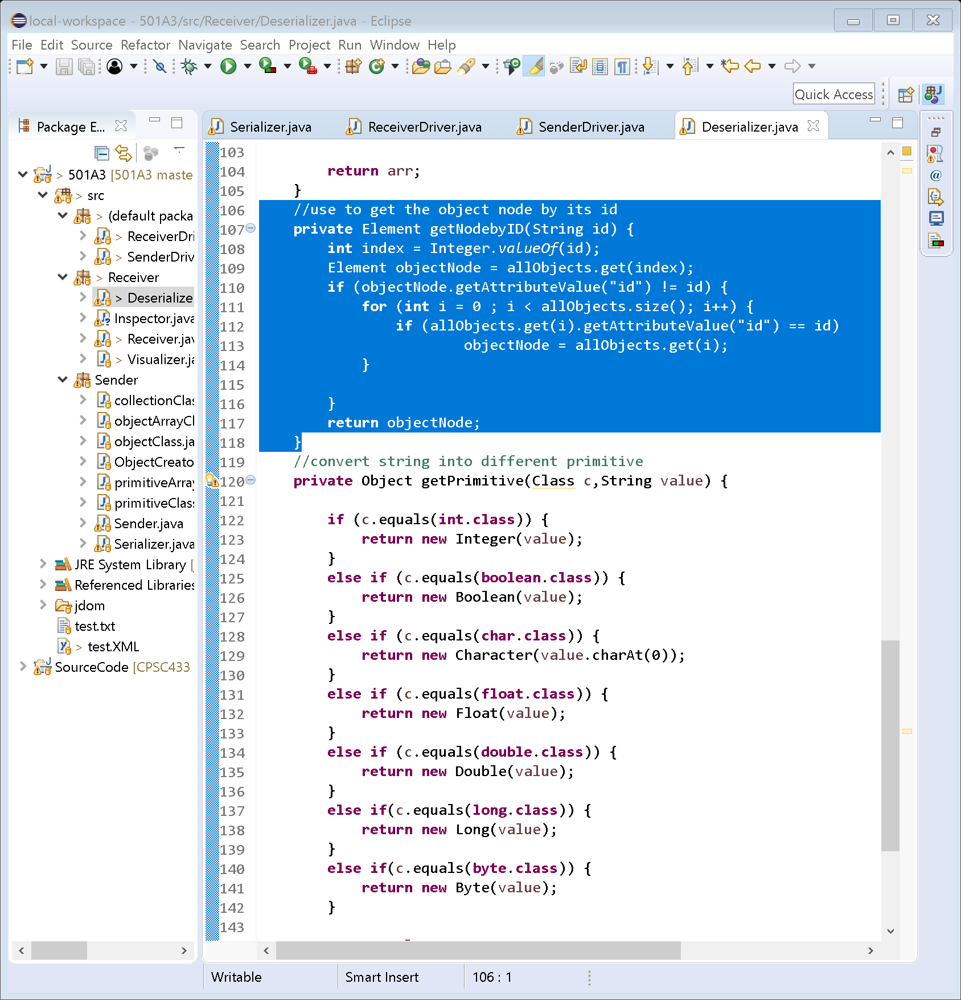 local-workspace - 501A3/src/Receiver/Deserializer.java - Eclipse
File Edit Source Refactor Navigate Search Project Run Window Help
Quick Access
Package E...
> 501A3 [501A3 maste
> src
> (default packa
> ReceiverDri
> SenderDriv
> Receiver
> Deserialize
Inspector.java
> Receiver.jav
> Visualizer.ja
Sender
collectionClas
objectArrayCl
objectClass.ja
ObjectCreato
primitiveArray
primitiveClass
Sender.java
Serializer.java
JRE System Library [
Referenced Libraries
jdom
test.txt
> test.XML
SourceCode [CPSC433
Serializer.java ReceiverDriver.java SenderDriver.java Deserializer.java
103
104 return arr;
105 }
106 //use to get the object node by its id
107 private Element getNodebyID(String id) {
108 int index = Integer.valueOf(id);
109 Element objectNode = allObjects.get(index);
110 if (objectNode.getAttributeValue("id") != id) {
111 for (int i = 0 ; i < allObjects.size(); i++) {
112 if (allObjects.get(i).getAttributeValue("id") == id)
113 objectNode = allObjects.get(i);
114 }
115
116 }
117 return objectNode;
118 }
119 //convert string into different primitive
120 private Object getPrimitive(Class c,String value) {
121
122 if (c.equals(int.class)) {
123 return new Integer(value);
124 }
125 else if (c.equals(boolean.class)) {
126 return new Boolean(value);
127 }
128 else if (c.equals(char.class)) {
129 return new Character(value.charAt(0));
130 }
131 else if (c.equals(float.class)) {
132 return new Float(value);
133 }
134 else if (c.equals(double.class)) {
135 return new Double(value);
136 }
137 else if(c.equals(long.class)) {
138 return new Long(value);
139 }
140 else if(c.equals(byte.class)) {
141 return new Byte(value);
142 }
143
Writable Smart Insert 106 : 1